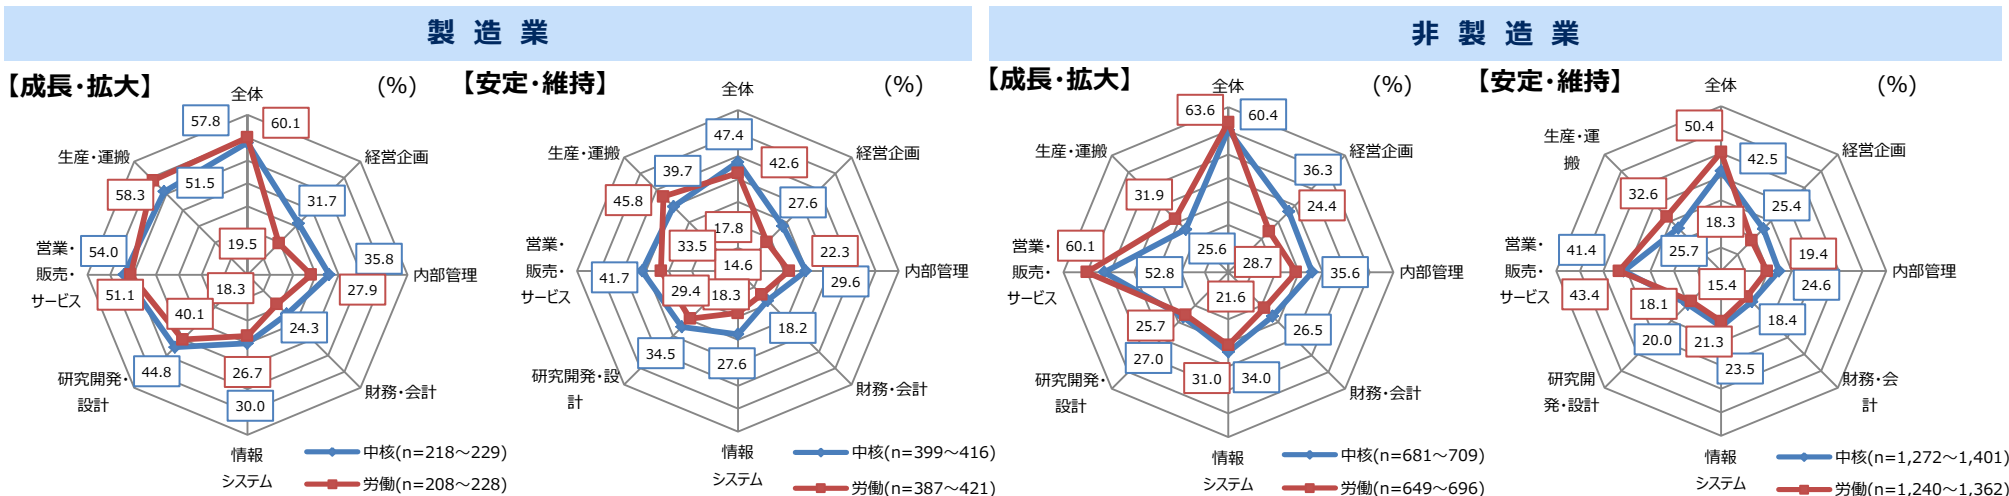 製造業
非製造業
【成長・拡大】
(%)
全体
57.8
60.1
生産・運搬
経営企画
58.3
51.5
31.7
営業・
販売・
サービス
54.0
51.1
19.5
35.8
内部管理
27.9
18.3
40.1
24.3
研究開発・
設計
44.8
26.7
30.0
財務・会計
情報
システム
中核(n=218～229)
労働(n=208～228)
【安定・維持】
(%)
全体
47.4
42.6
生産・運搬
経営企画
39.7
45.8
27.6
17.8
営業・
販売・
サービス
33.5
41.7
14.6
22.3
内部管理
29.6
29.4
18.3
18.2
研究開発・設
計
34.5
27.6
財務・会計
情報
システム
中核(n=399～416)
労働(n=387～421)
【成長・拡大】
(%)
全体
63.6
60.4
生産・運搬
経営企画
36.3
31.9
24.4
営業・
販売・
サービス
60.1
52.8
25.6
28.7
35.6
内部管理
21.6
25.7
26.5
研究開発・
設計
27.0
31.0
34.0
財務・会計
情報
システム
中核(n=681～709)
労働(n=649～696)
【安定・維持】
(%)
全体
50.4
42.5
生産・運
搬
経営企画
32.6
25.4
18.3
営業・
販売・
サービス
41.4
43.4
25.7
19.4
内部管理
24.6
15.4
18.1
18.4
20.0
21.3
23.5
研究開
発・設計
財務・会
計
情報
システム
中核(n=1,272～1,401)
労働(n=1,240～1,362)